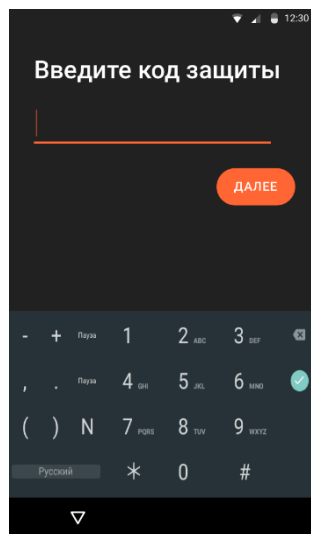 12:30
Введите код защиты
ДАЛЕЕ
- + Пауза 1 2 ABC 3 DEF
, . Пауза 4 GHI 5 JKL 6 MNO
( ) N 7 PQRS 8 TUV 9 WXYZ
Русский * 0 #